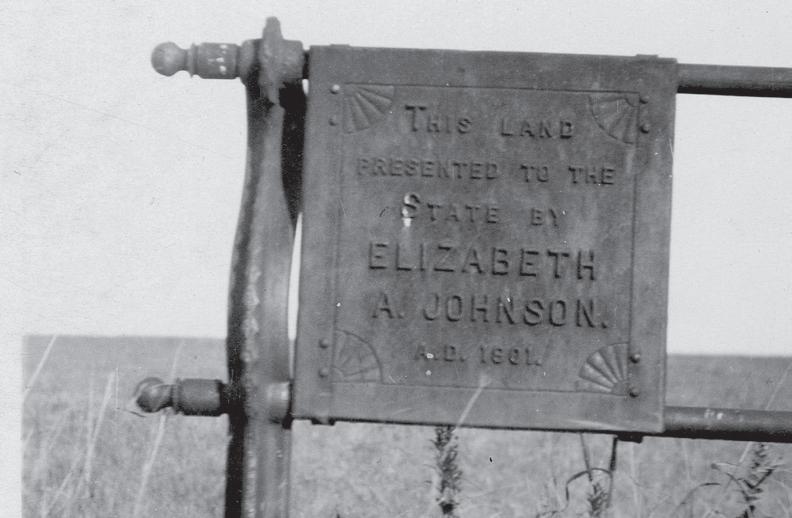 THIS LAND
PRESENTED TO THE
STATE BY
ELIZABETH
A. JOHNSON.
A.D. 1901.